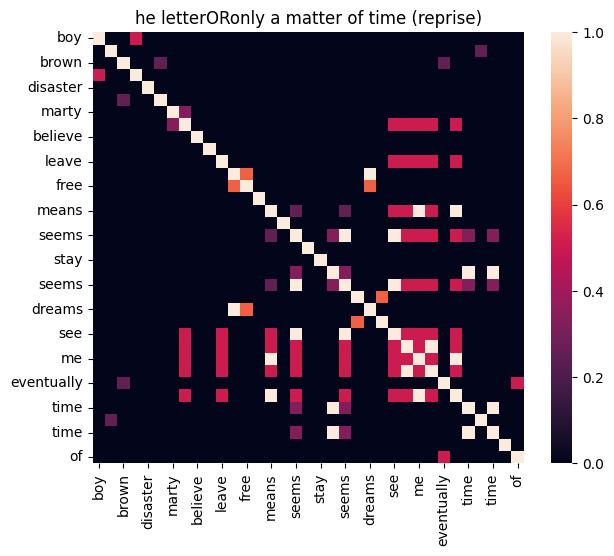 he letterORonly a matter of time (reprise)
boy
brown
disaster
marty
believe
leave
free
means
seems
stay
seems
dreams
see
me
eventually
time
time
of
boy
brown
disaster
marty
believe
leave
free
means
seems
stay
seems
dreams
see
me
eventually
time
time
of
1.0
0.8
0.6
0.4
0.2
0.0